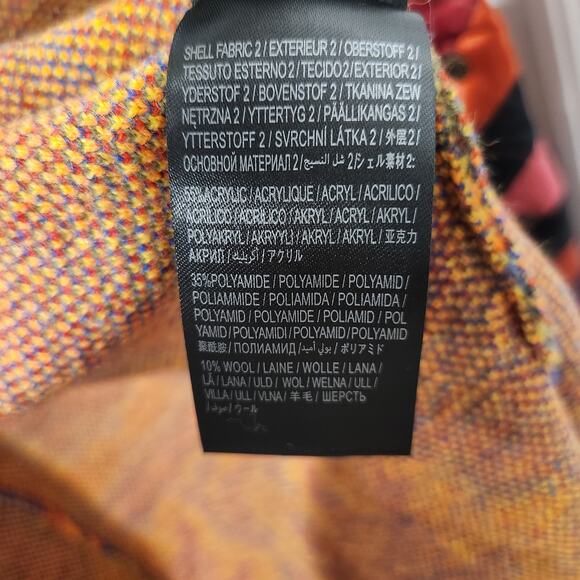 SHELL FABRIC 2 / EXTERIEUR 2 / OBERSTOFF 2 /
TESSUTO ESTERNO 2 / TECIDO 2 / EXTERIOR 2 /
YDERSTOF 2 / BOVENSTOF 2 / TKANINA ZEW
NĘTRZNA 2 / YTTERTYG 2 / PÄÄLLIKANGAS 2 /
YTTERSTOFF 2 / SVRCHNÍ LÁTKA 2 / 外层2 /
ОСНОВНОЙ МАТЕРИАЛ 2 / شل النسيج 2 / シェル素材 2:
55%ACRYLIC / ACRYLIQUE / ACRYL / ACRILICO /
ACRÍLICO / ACRÍLICO / AKRYL / ACRYL / AKRYL /
POLYAKRYL / AKRYYLI / AKRYL / AKRYL / 亚克力
АКРИЛ / أكريليك / アクリル
35%POLYAMIDE / POLYAMIDE / POLYAMID /
POLIAMMIDE / POLIAMIDA / POLIAMIDA /
POLYAMID / POLYAMIDE / POLIAMID / POL
YAMID / POLYAMIDI / POLYAMID / POLYAMID
聚酰胺 / ПОЛИАМИД / بولي أميد / ポリアミド
10% WOOL / LAINE / WOLLE / LANA /
LÃ / LANA / ULD / WOL / WELNA / ULL /
VILLA / ULL / VLNA / 羊毛 / ШЕРСТЬ
/ صوف / ウール